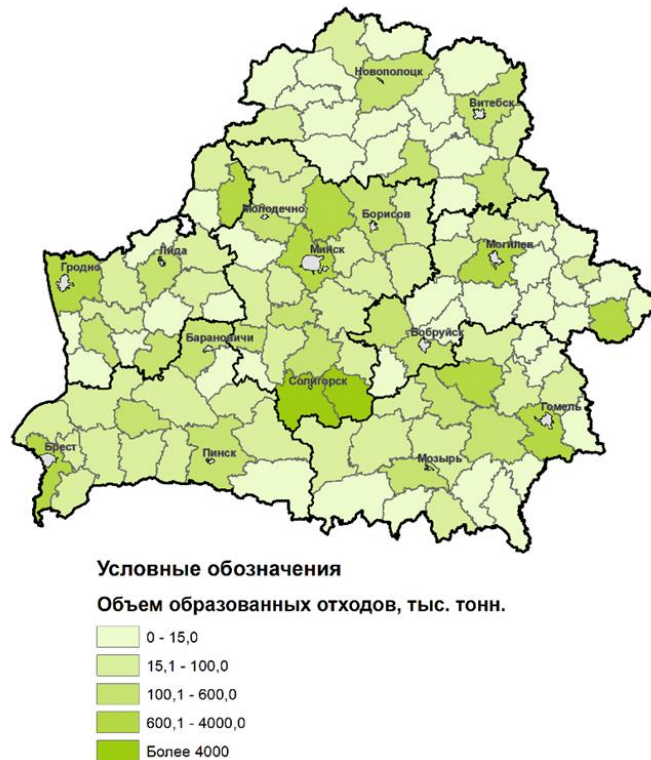 Новополоцк
Витебск
Молодечно
Борисов
Минск
Могилев
Лида
Гродно
Барановичи
Бобруйск
Солигорск
Гомель
Брест
Пинск
Мозырь
Условные обозначения
Объем образованных отходов, тыс. тонн.
0 - 15,0
15,1 - 100,0
100,1 - 600,0
600,1 - 4000,0
Более 4000